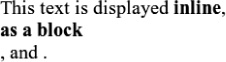 This text is displayed inline,
as a block
, and .